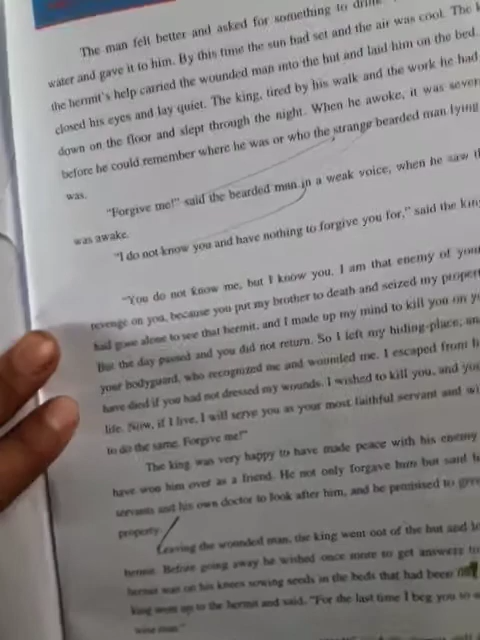 The man felt better and asked for something to drink
water and gave it to him. By this time the sun had set and the air was cool. The
the hermit's help carried the wounded man into the hut and laid him on the bed.
closed his eyes and lay quiet. The king, tired by his walk and the work he had
down on the floor and slept through the night. When he awoke, it was sever
before he could remember where he was or who the strange bearded man lying
was.
"Forgive me!" said the bearded man in a weak voice, when he saw th
was awake.
"I do not know you and have nothing to forgive you for," said the king
"You do not know me, but I know you. I am that enemy of your
revenge on you, because you put my brother to death and seized my propert
had gone alone to see that hermit, and I made up my mind to kill you on yo
But the day passed and you did not return. So I left my hiding-place, an
your bodyguard, who recognized me and wounded me. I escaped from h
have died if you had not dressed my wounds. I wished to kill you, and you
life. Now, if I live, I will serve you as your most faithful servant and wi
to do the same. Forgive me!"
The king was very happy to have made peace with his enemy
have won him over as a friend. He not only forgave him but said h
servants and his own doctor to look after him, and he promised to give
property.
Leaving the wounded man, the king went out of the hut and lo
hermit. Before going away he wished once more to get answers to
hermit was on his knees sowing seeds in the beds that had been
king went up to the hermit and said, "For the last time I beg you to
wise man."